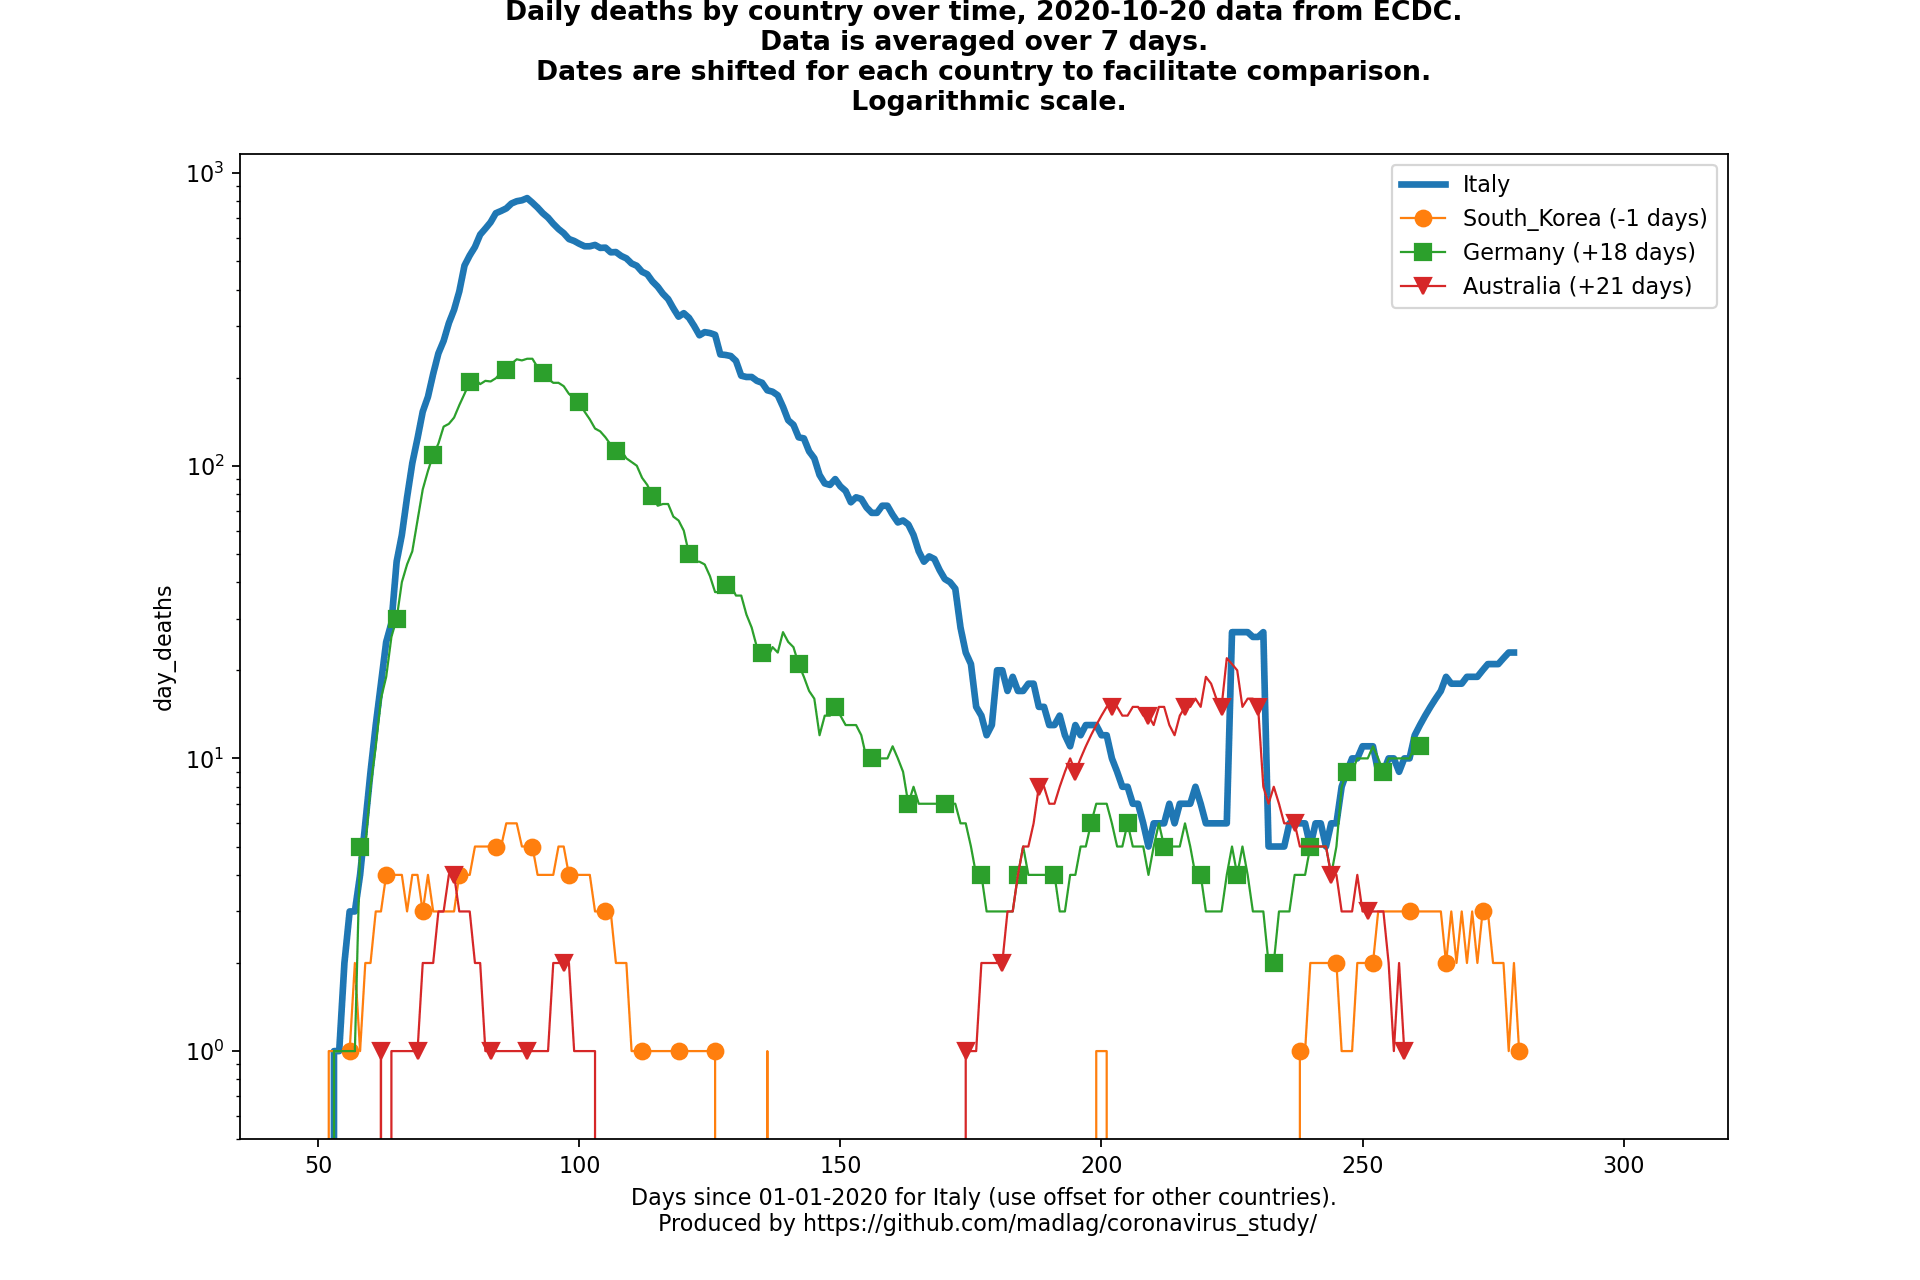 Daily deaths by country over time, 2020-10-20 data from ECDC.
Data is averaged over 7 days.
Dates are shifted for each country to facilitate comparison.
Logarithmic scale.
10³
10²
10¹
10⁰
day_deaths
Italy
South_Korea (-1 days)
Germany (+18 days)
Australia (+21 days)
50 100 150 200 250 300
Days since 01-01-2020 for Italy (use offset for other countries).
Produced by https://github.com/madlag/coronavirus_study/